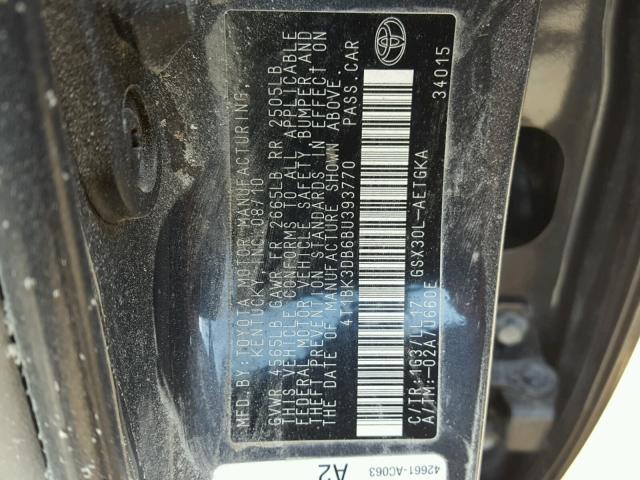 MFD. BY: TOYOTA MOTOR MANUFACTURING,
KENTUCKY, INC. 08/10
GVWR 4565LB GAWR FR 2665LB RR 2505LB
THIS VEHICLE CONFORMS TO ALL APPLICABLE
FEDERAL MOTOR VEHICLE SAFETY, BUMPER, AND
THEFT PREVENTION STANDARDS IN EFFECT ON
THE DATE OF MANUFACTURE SHOWN ABOVE.
4T1BK3DB6BU393770 PASS.CAR
C/TR:1G3/LL17 GSX30L-AETGKA
A/TM:-02A/U660E 34015
42661-AC063
A2